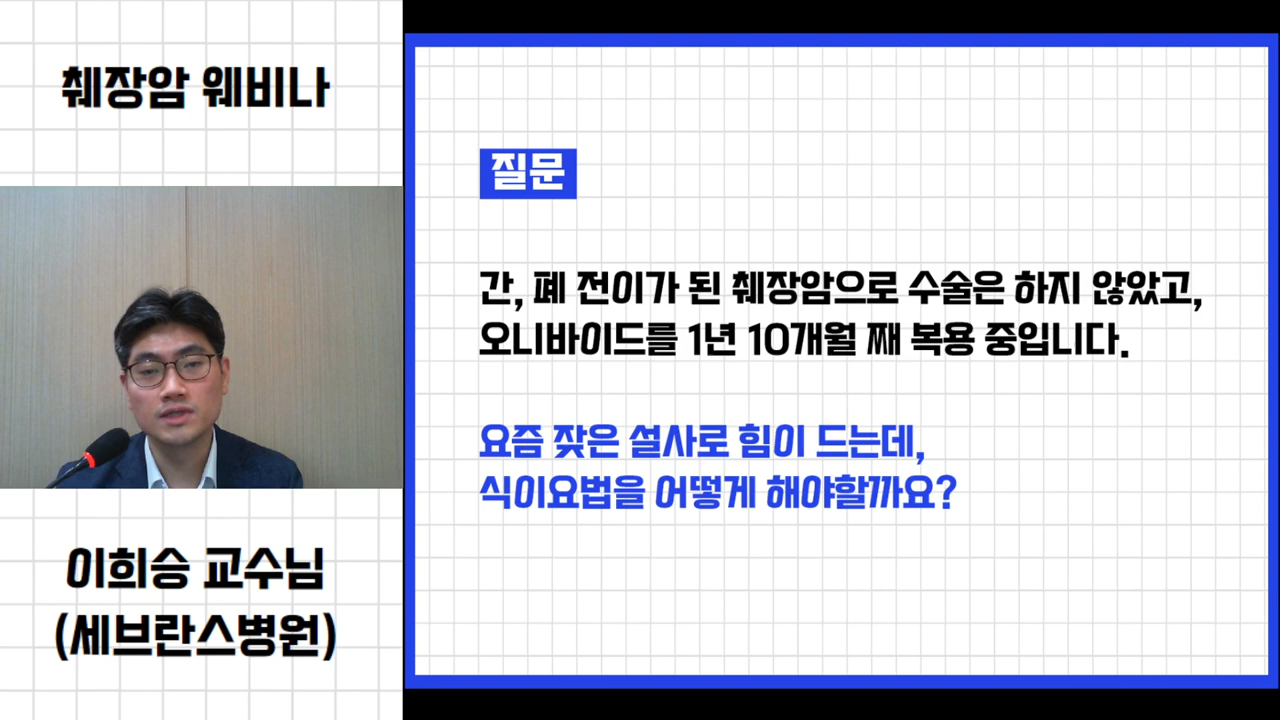 췌장암 웨비나
이희승 교수님
(세브란스병원)
질문
간, 폐 전이가 된 췌장암으로 수술은 하지 않았고,
오니바이드를 1년 10개월 째 복용 중입니다.
요즘 잦은 설사로 힘이 드는데,
식이요법을 어떻게 해야할까요?